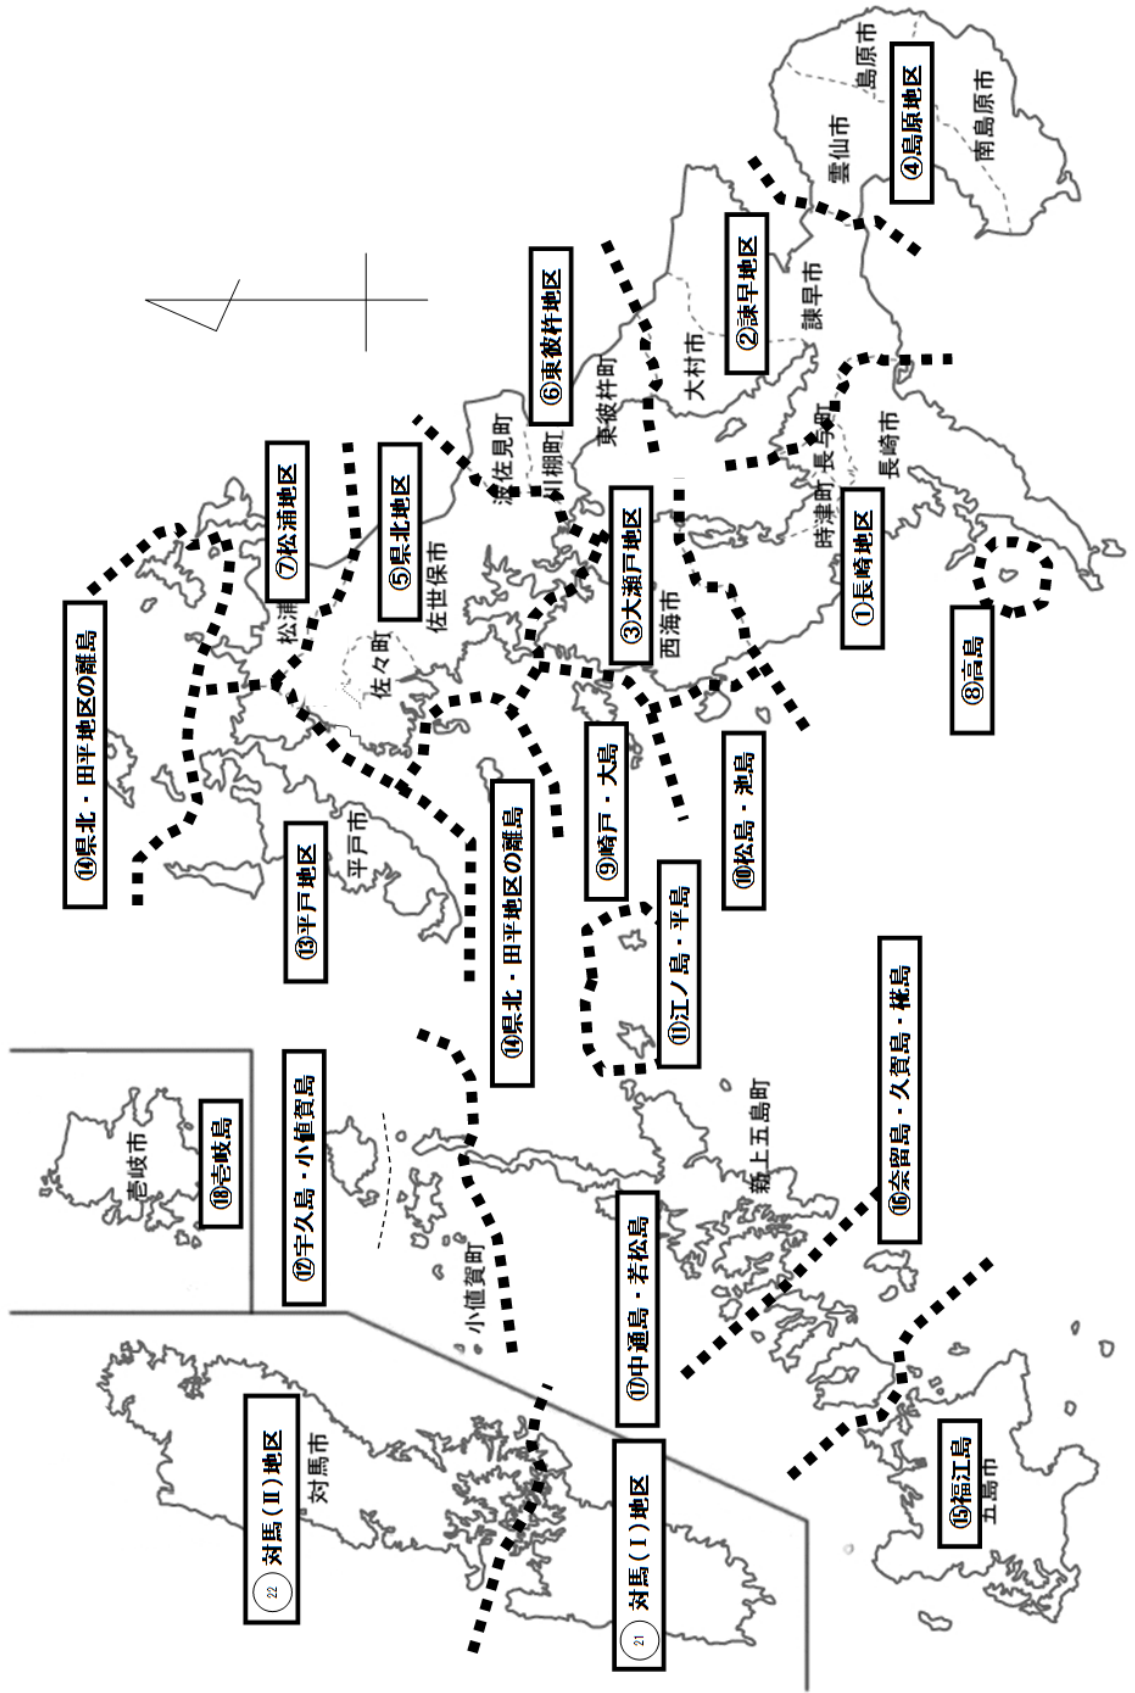 ⑭県北・田平地区の離島
⑦松浦地区
松浦
⑤県北地区
佐世保市
佐々町
⑬平戸地区
平戸市
⑭県北・田平地区の離島
⑥東彼杵地区
波佐見町
川棚町
東彼杵町
③大瀬戸地区
西海市
②諫早地区
大村市
諫早市
④島原地区
島原市
雲仙市
南島原市
①長崎地区
長与町
時津町
長崎市
⑧高島
⑨崎戸・大島
⑩松島・池島
⑪江ノ島・平島
壱岐市
⑱壱岐島
⑫宇久島・小値賀島
小値賀町
⑰中通島・若松島
新上五島町
⑯奈留島・久賀島・椛島
⑮福江島
五島市
㉒ 対馬(Ⅱ)地区
対馬市
㉑ 対馬(Ⅰ)地区